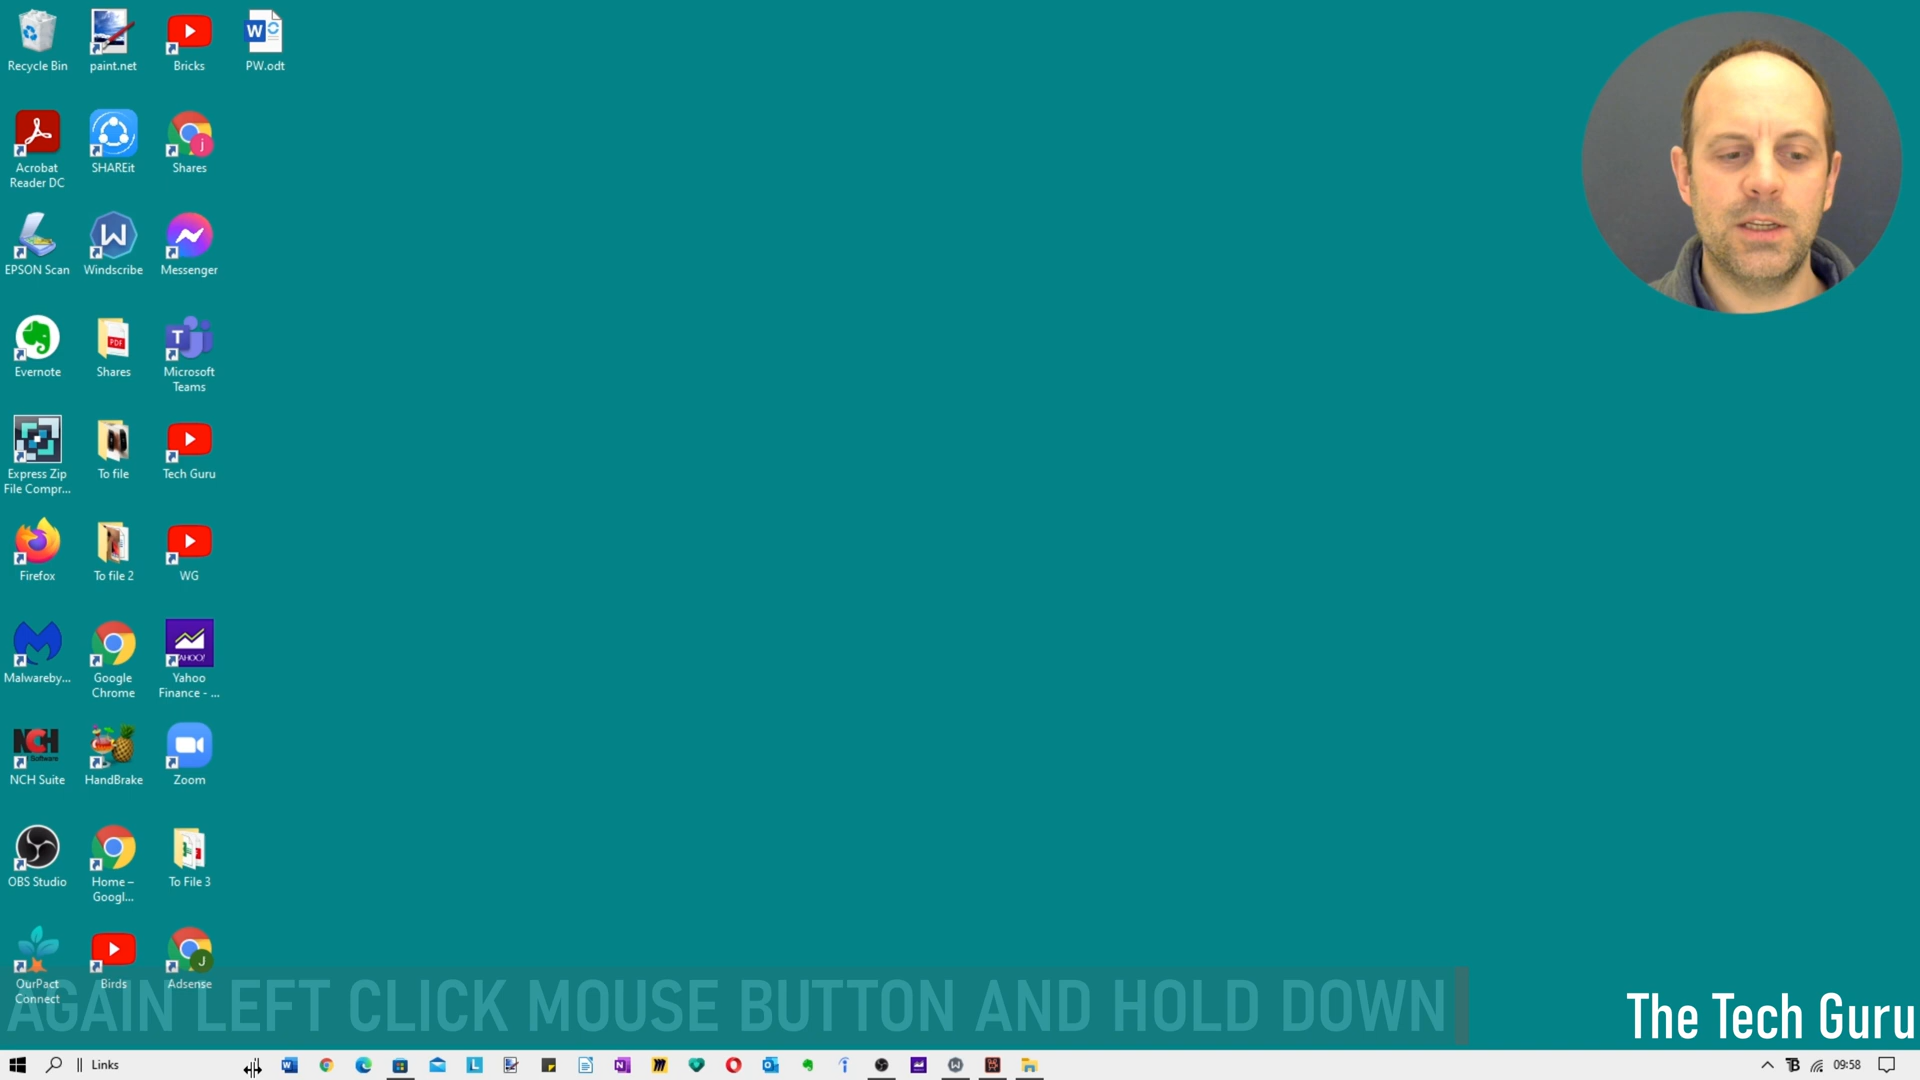 Recycle Bin
paint.net
Bricks
PW.odt
Acrobat
Reader DC
SHAREit
Shares
EPSON Scan
Windscribe
Messenger
Evernote
Shares
Microsoft
Teams
Express Zip
File Compr...
To file
Tech Guru
Firefox
To file 2
WG
Malwareby...
Google
Chrome
Yahoo
Finance - ...
NCH Suite
HandBrake
Zoom
OBS Studio
Home –
Googl...
To File 3
OurPact
Connect
Birds
Adsense
AGAIN LEFT CLICK MOUSE BUTTON AND HOLD DOWN
The Tech Guru
Links
09:58